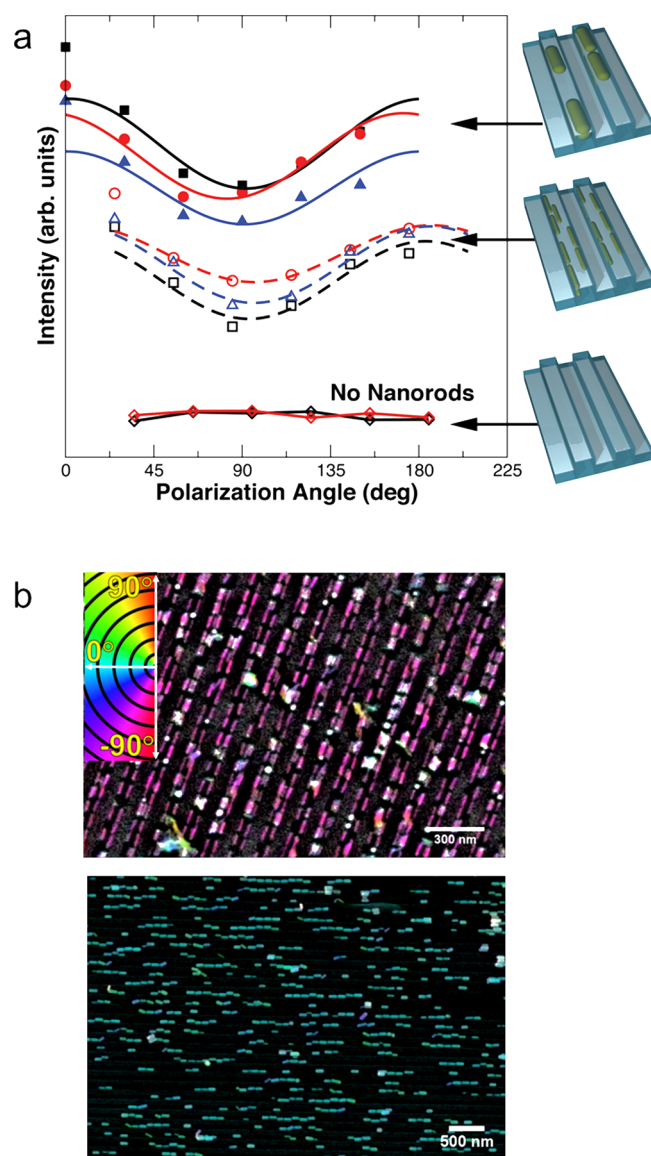 a
Intensity (arb. units)
No Nanorods
0 45 90 135 180 225
Polarization Angle (deg)
b
90°
0°
-90°
300 nm
500 nm